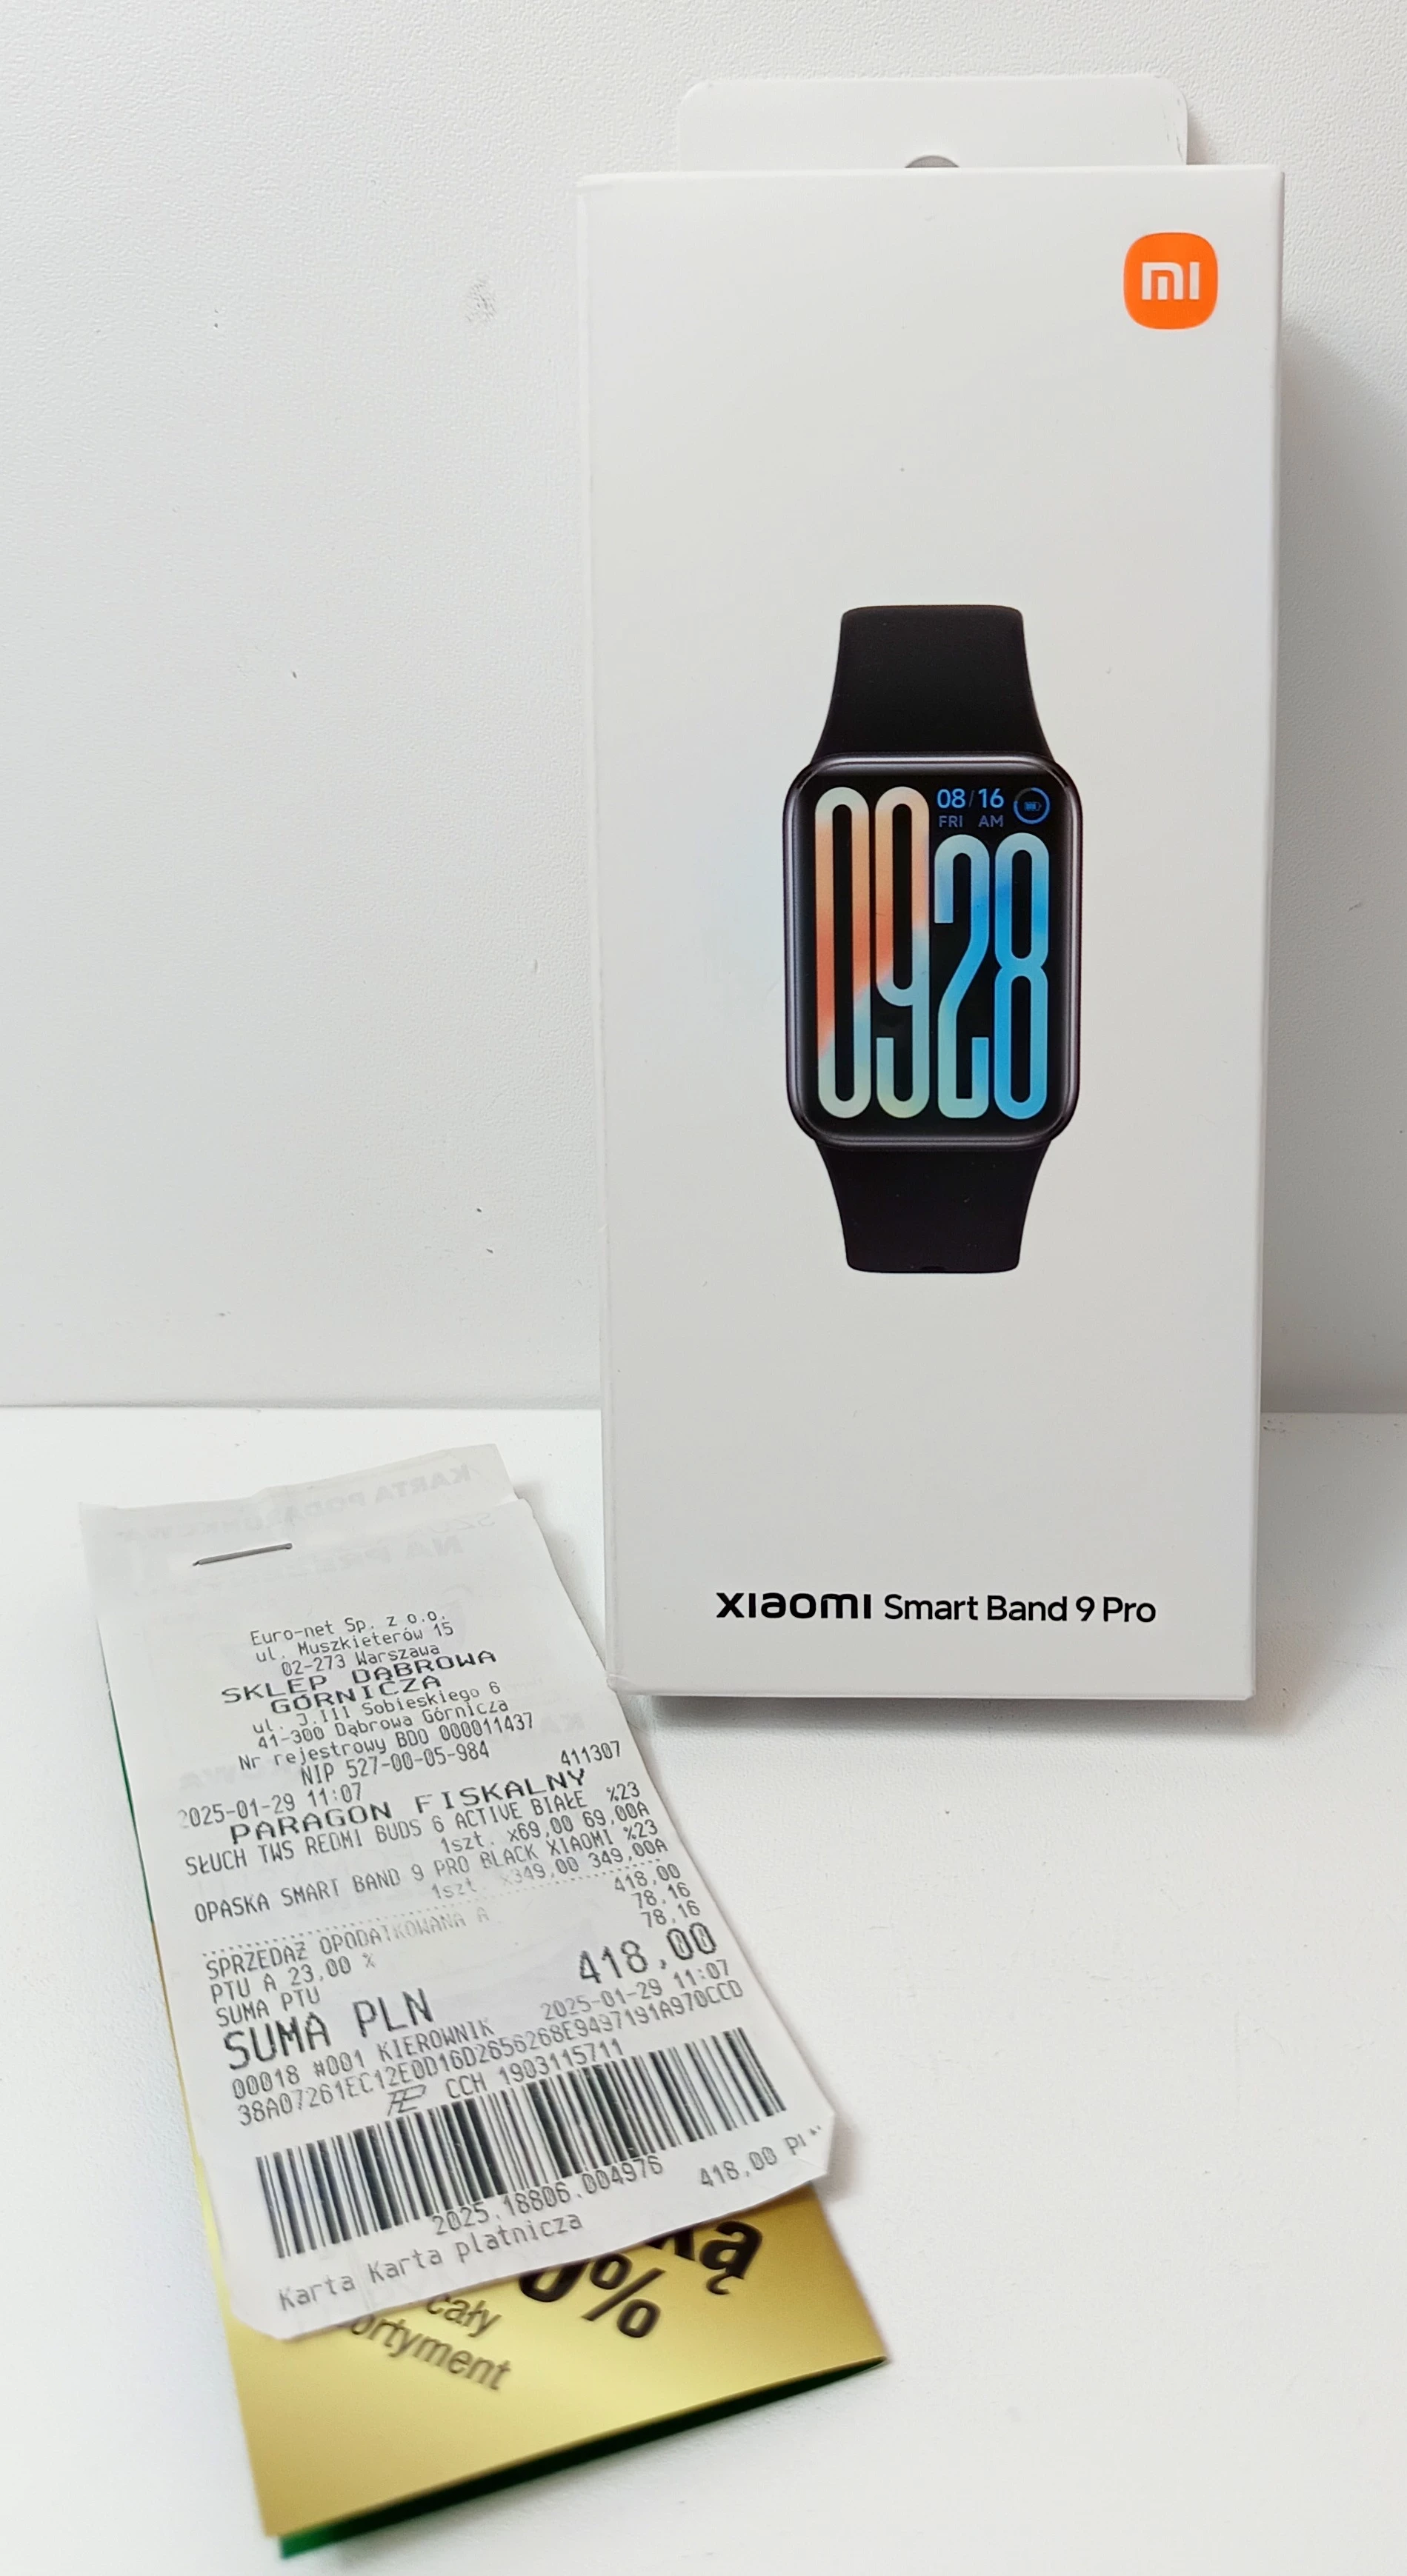 mi
08/16
FRI AM
0928
xiaomi Smart Band 9 Pro
KARTA PODARUNKOWA
Euro-net Sp. z o.o.
ul. Muszkieterów 15
02-273 Warszawa
SKLEP DĄBROWA
GÓRNICZA
ul. J.III Sobieskiego 6
41-300 Dąbrowa Górnicza
Nr rejestrowy BDO 000011437
NIP 527-00-05-984
2025-01-29 11:07 411307
PARAGON FISKALNY
SŁUCH TWS REDMI BUDS 6 ACTIVE BIAŁE %23
1szt. x69,00 69,00A
OPASKA SMART BAND 9 PRO BLACK XIAOMI %23
1szt. x349,00 349,00A
SPRZEDAŻ OPODATKOWANA A 418,00
PTU A 23,00 % 78,16
SUMA PTU 78,16
SUMA PLN 418,00
00018 #001 KIEROWNIK 2025-01-29 11:07
38A07261EC12E0D16D2656268E9497191A970CCD
CCH 1903115711
2025.18806.004976
Karta Karta płatnicza 418,00
0%
cały